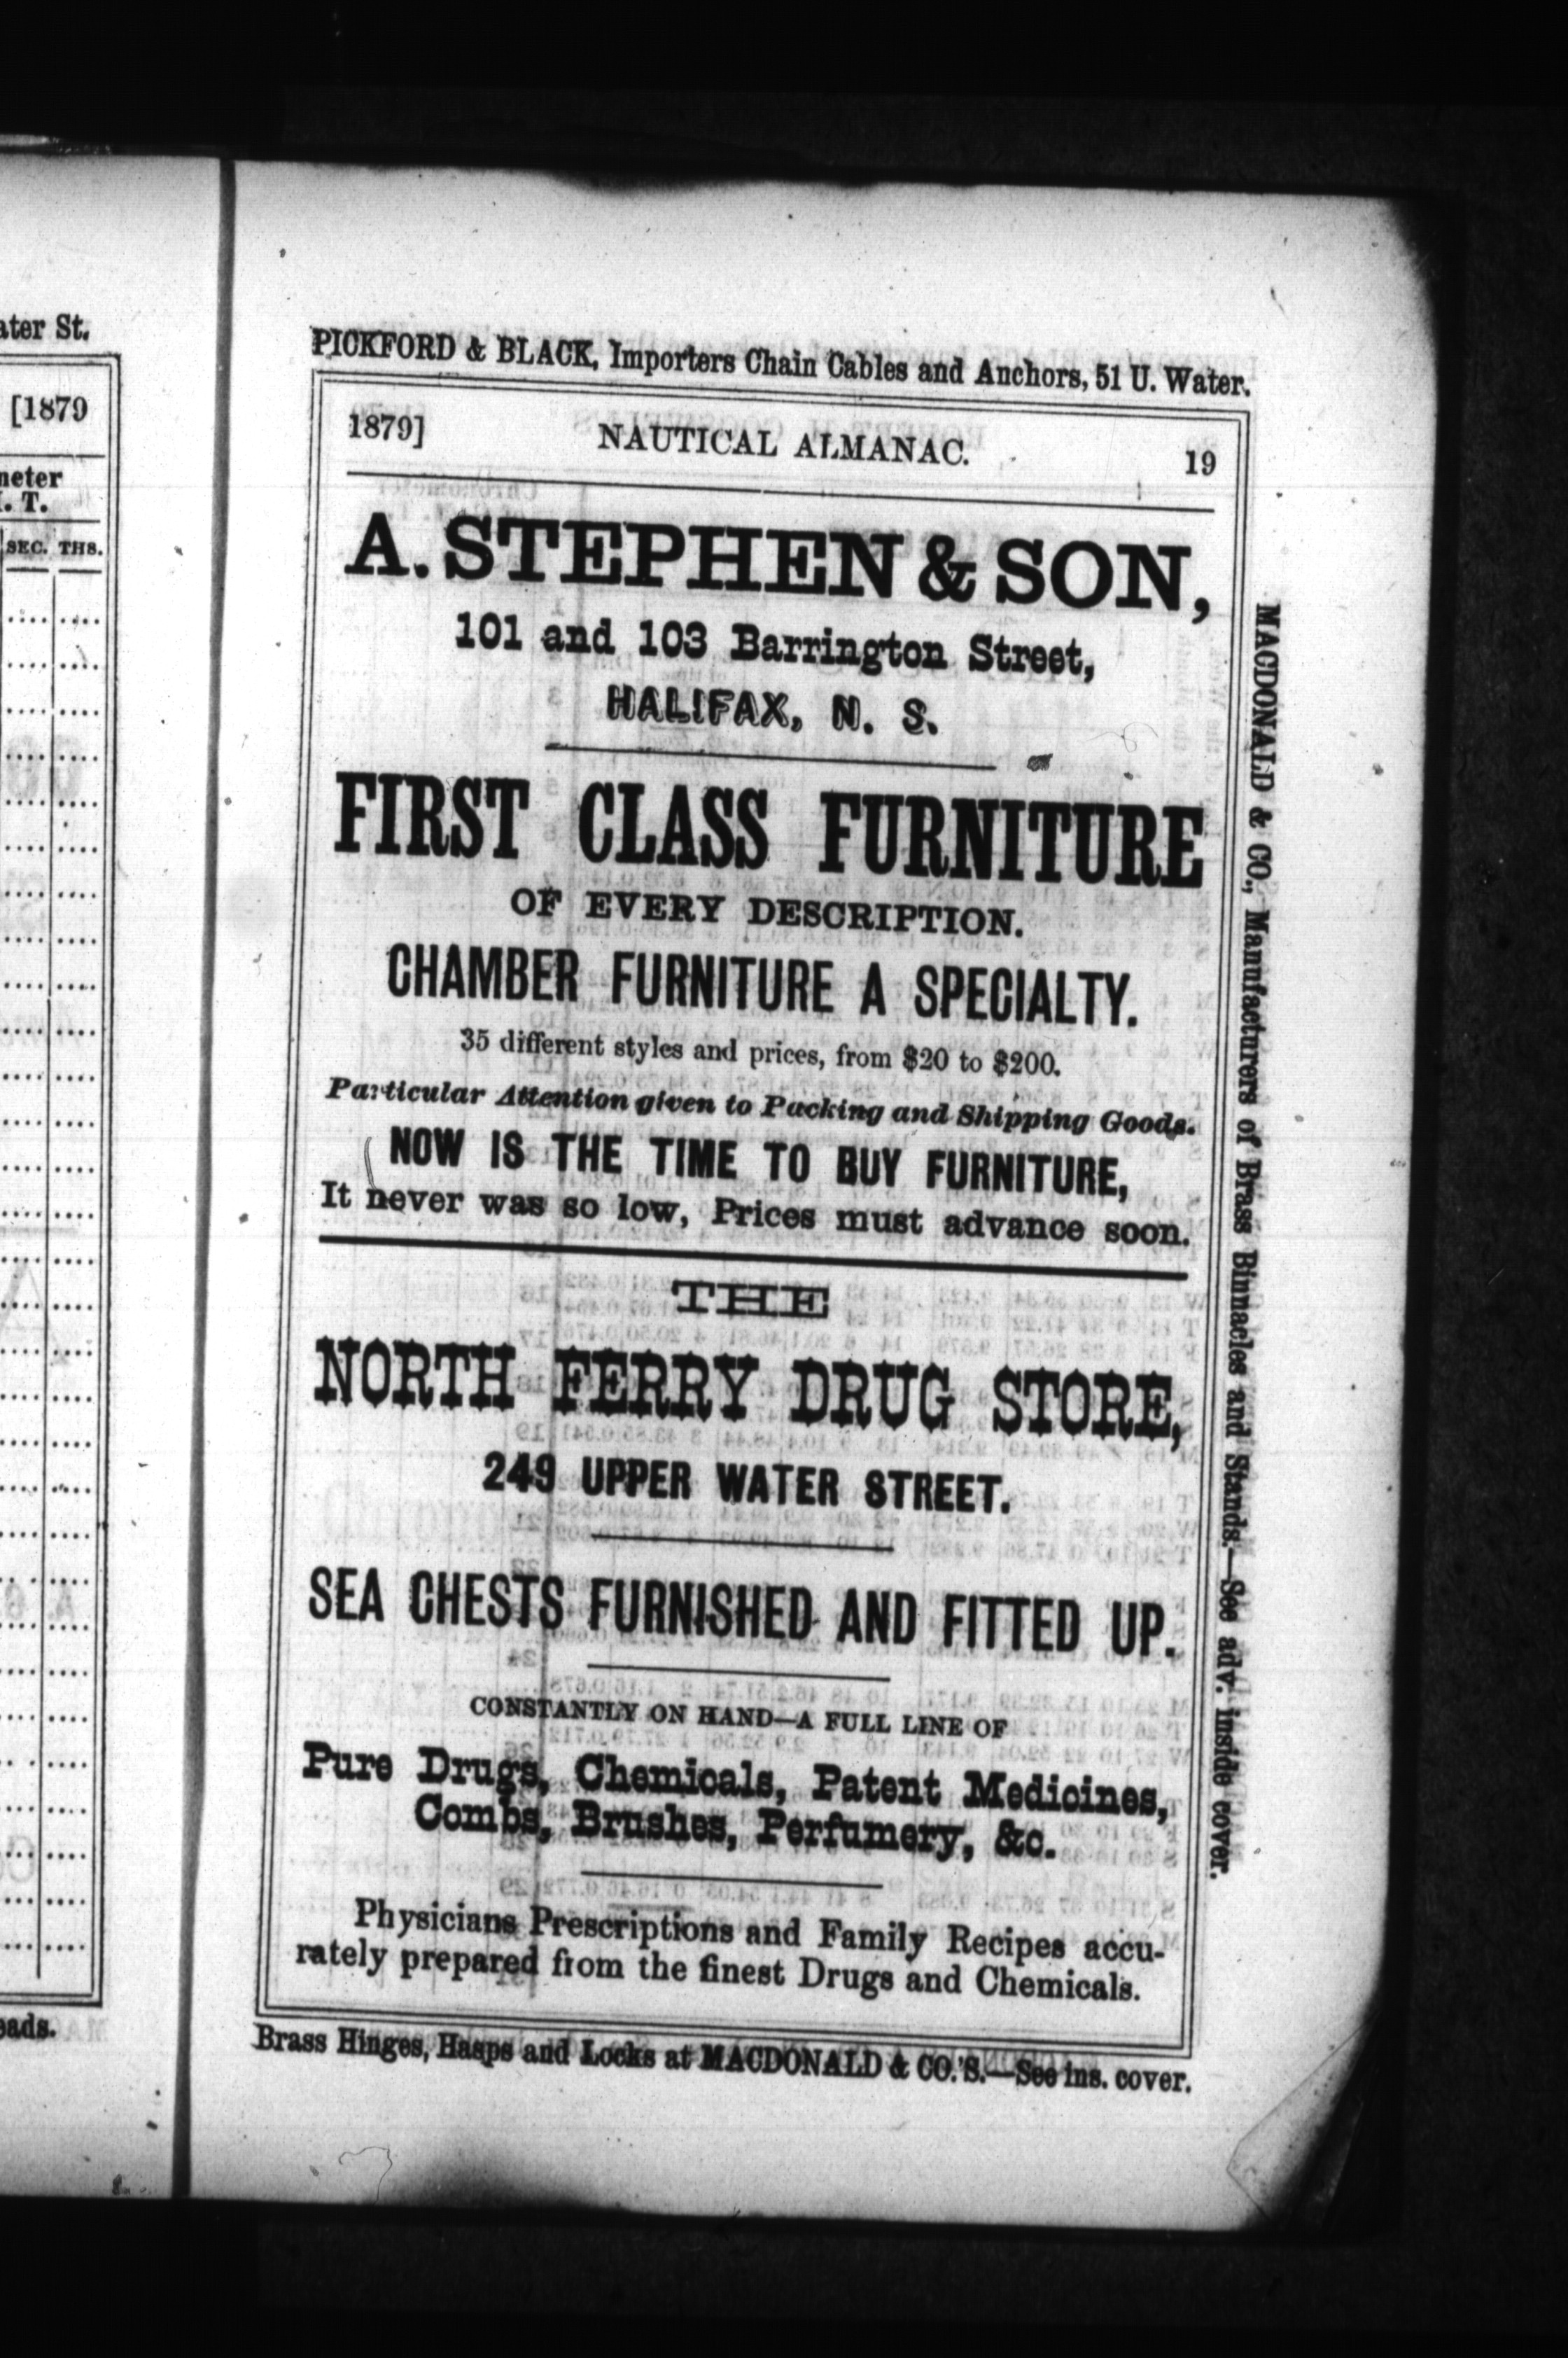 ater St.
[1879
meter
. T.
SEC. THS.
eads.
PICKFORD & BLACK, Importers Chain Cables and Anchors, 51 U. Water.
1879] NAUTICAL ALMANAC. 19
A. STEPHEN & SON,
101 and 103 Barrington Street,
HALIFAX, N. S.
FIRST CLASS FURNITURE
OF EVERY DESCRIPTION.
CHAMBER FURNITURE A SPECIALTY.
35 different styles and prices, from $20 to $200.
Particular Attention given to Packing and Shipping Goods.
NOW IS THE TIME TO BUY FURNITURE,
It never was so low, Prices must advance soon.
THE
NORTH FERRY DRUG STORE,
249 UPPER WATER STREET.
SEA CHESTS FURNISHED AND FITTED UP.
CONSTANTLY ON HAND—A FULL LINE OF
Pure Drugs, Chemicals, Patent Medicines,
Combs, Brushes, Perfumery, &c.
Physicians Prescriptions and Family Recipes accu-
rately prepared from the finest Drugs and Chemicals.
Brass Hinges, Hasps and Locks at MACDONALD & CO.'S.—See ins. cover.
MACDONALD & CO., Manufacturers of Brass Binnacles and Stands.—See adv. inside cover.